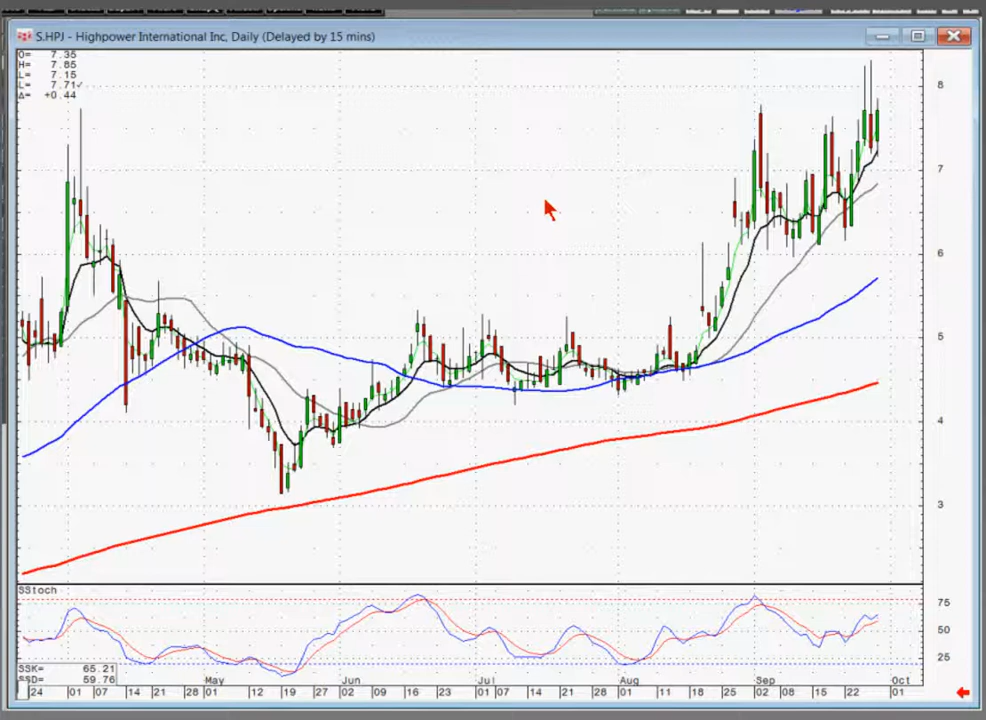 S.HPJ - Highpower International Inc, Daily (Delayed by 15 mins)
O= 7.35
H= 7.85
L= 7.15
L= 7.71✓
Δ= +0.44
8
7
6
5
4
3
SStoch
75
50
25
SSK= 65.21
SSD= 59.76
May Jun Jul Aug Sep Oct
24 01 07 14 21 28 01 12 19 27 02 09 16 23 01 07 14 21 28 01 11 18 25 02 08 15 22 01